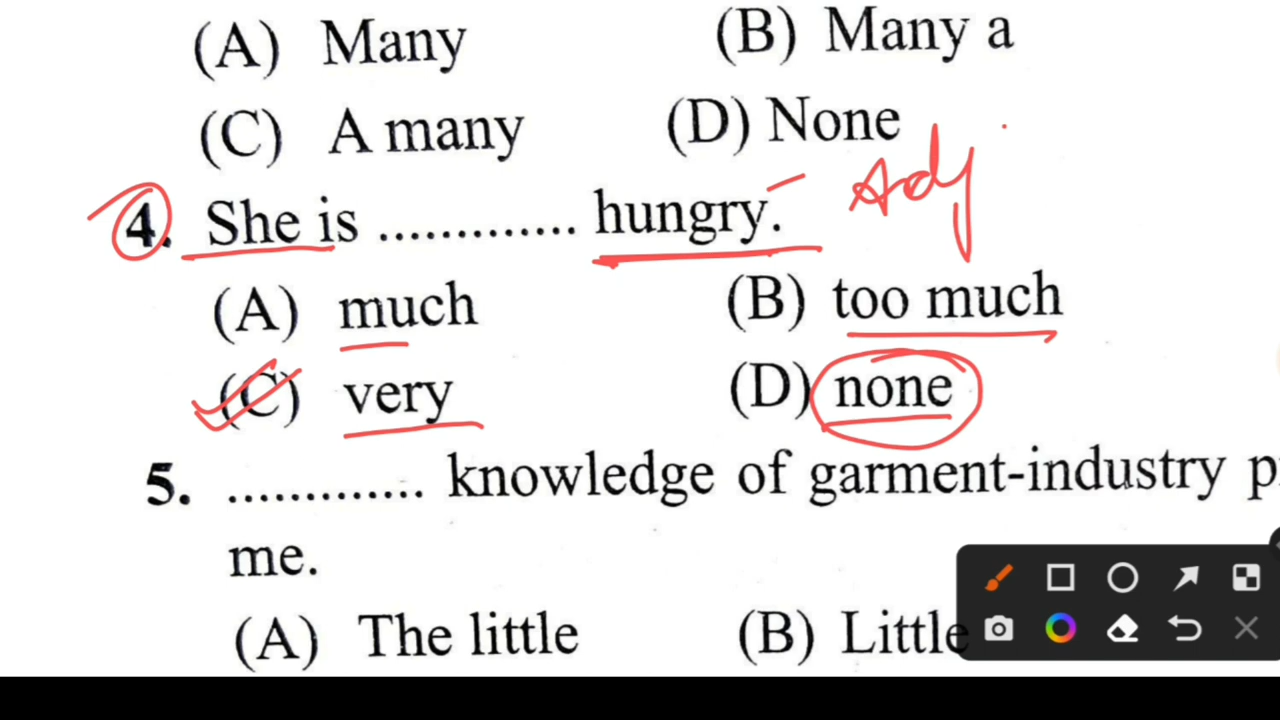 (A) Many (B) Many a
(C) A many (D) None
Adj
4. She is ............. hungry.
(A) much (B) too much
(C) very (D) none
5. ............. knowledge of garment-industry
me.
(A) The little (B) Little